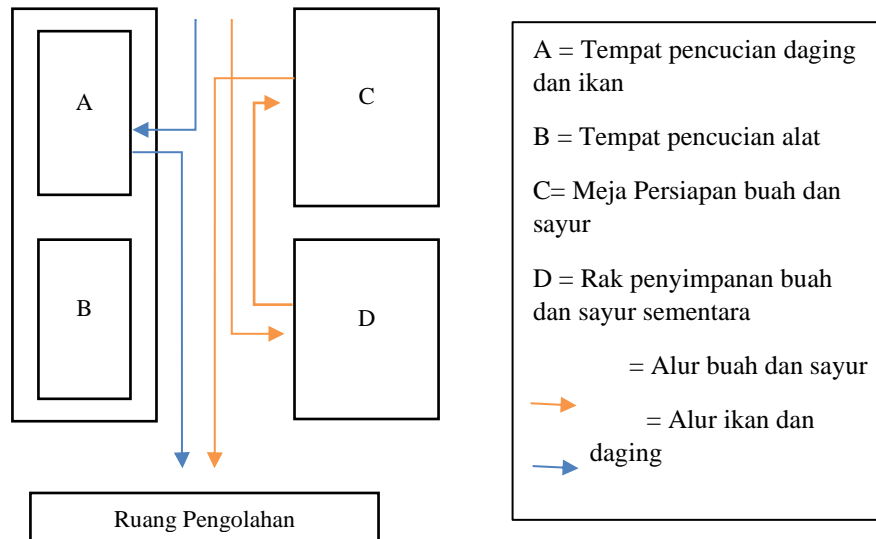 A
B
C
D
Ruang Pengolahan
A = Tempat pencucian daging
dan ikan
B = Tempat pencucian alat
C= Meja Persiapan buah dan
sayur
D = Rak penyimpanan buah
dan sayur sementara
= Alur buah dan sayur
= Alur ikan dan
daging